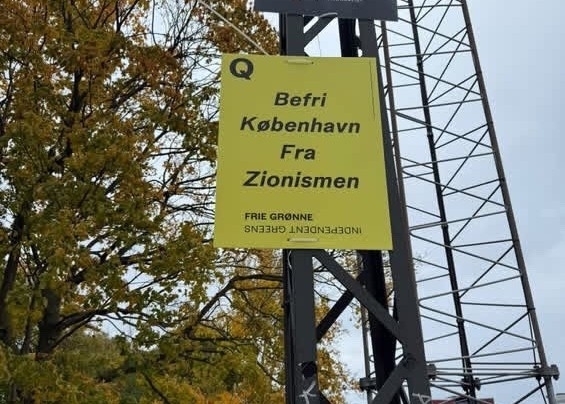 Q
Befri
København
Fra
Zionismen
FRIE GRØNNE
INDEPENDENT GREENS